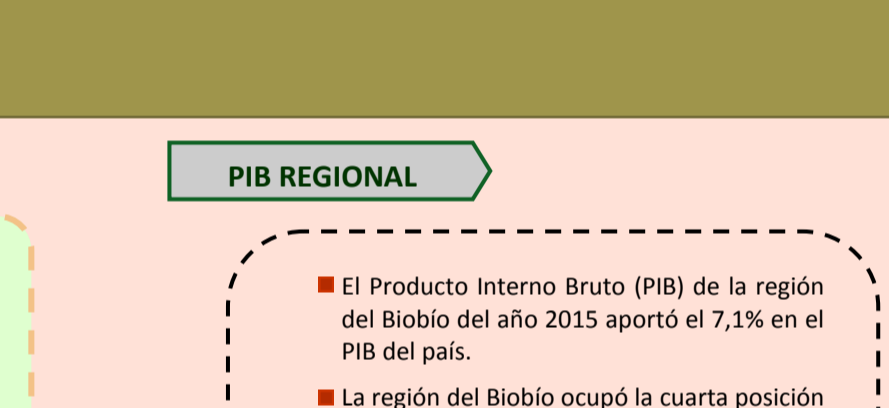 PIB REGIONAL
El Producto Interno Bruto (PIB) de la región
del Biobío del año 2015 aportó el 7,1% en el
PIB del país.
La región del Biobío ocupó la cuarta posición